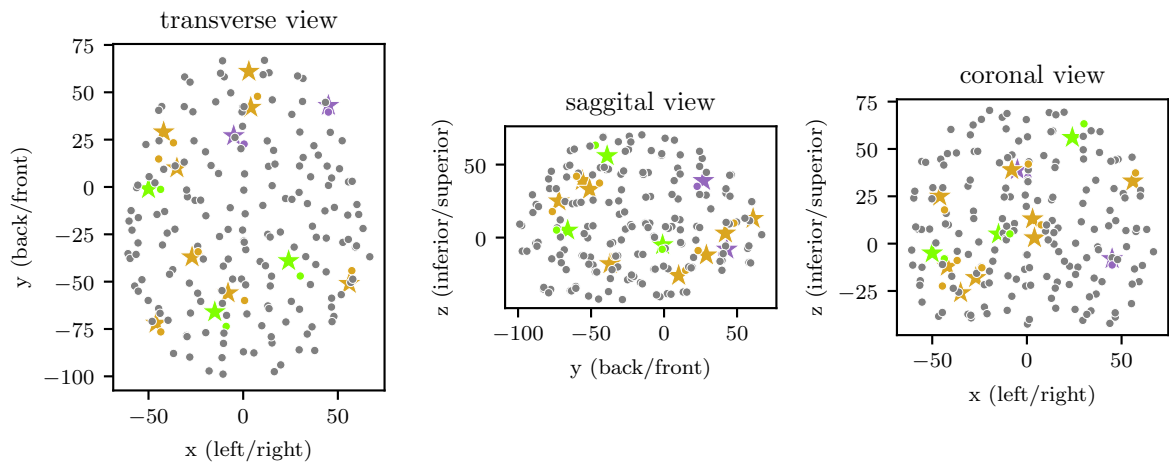 transverse view
75
50
25
0
−25
−50
−75
−100
−50
0
50
y (back/front)
x (left/right)
saggital view
50
0
−100
−50
0
50
z (inferior/superior)
y (back/front)
coronal view
50
25
0
−25
−50
0
50
z (inferior/superior)
x (left/right)